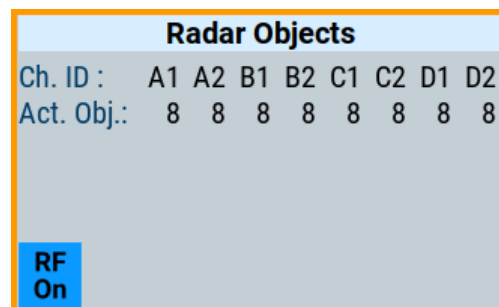 Radar Objects
Ch. ID : A1 A2 B1 B2 C1 C2 D1 D2
Act. Obj.: 8 8 8 8 8 8 8 8
RF
On